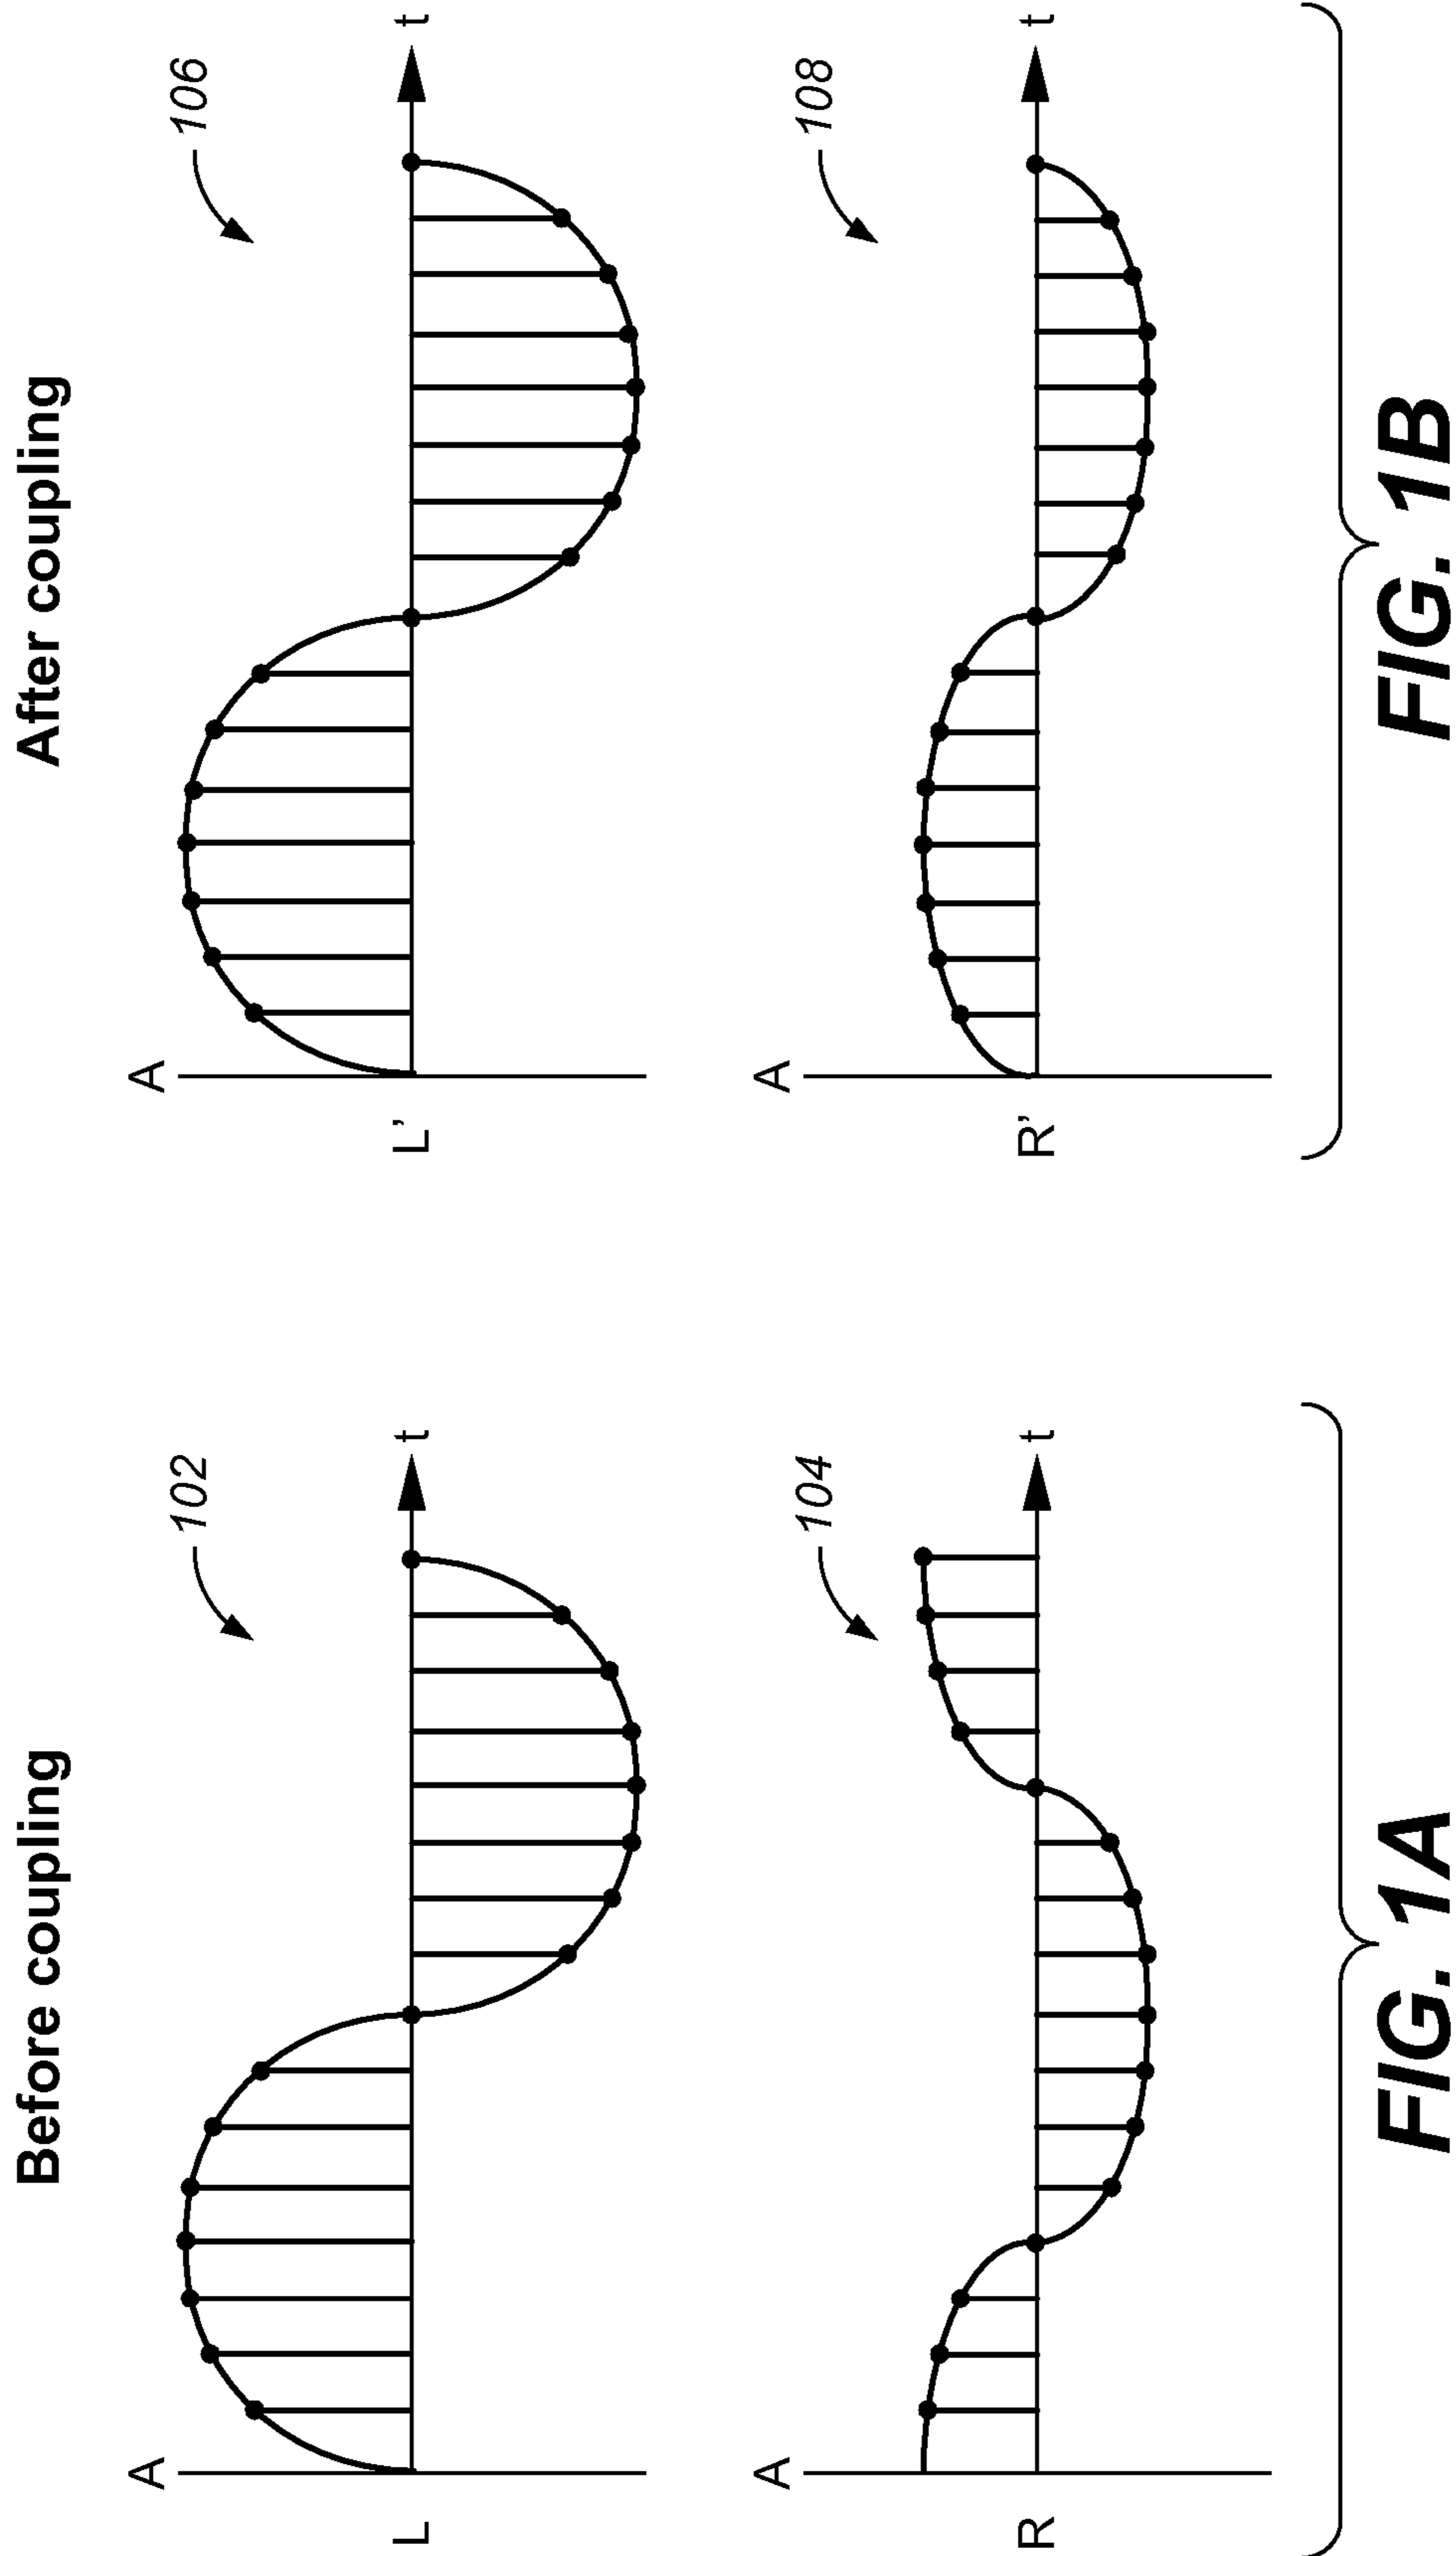 Before coupling
102
A
L
t
104
A
R
t
FIG. 1A
After coupling
106
A
L’
t
108
A
R’
t
FIG. 1B